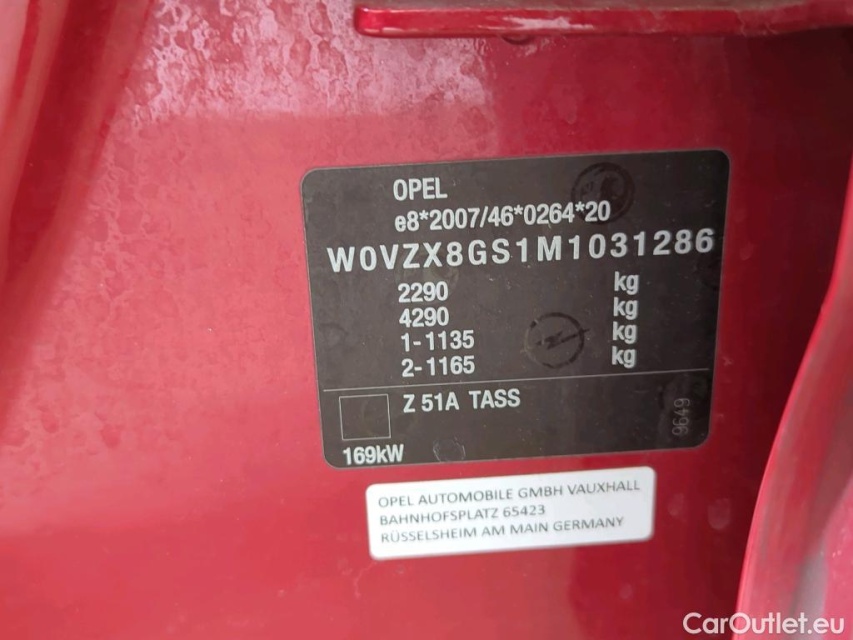 OPEL
e8*2007/46*0264*20
W0VZX8GS1M1031286
2290 kg
4290 kg
1-1135 kg
2-1165 kg
Z 51A TASS
9649
169kW
OPEL AUTOMOBILE GMBH VAUXHALL
BAHNHOFSPLATZ 65423
RÜSSELSHEIM AM MAIN GERMANY
CarOutlet.eu